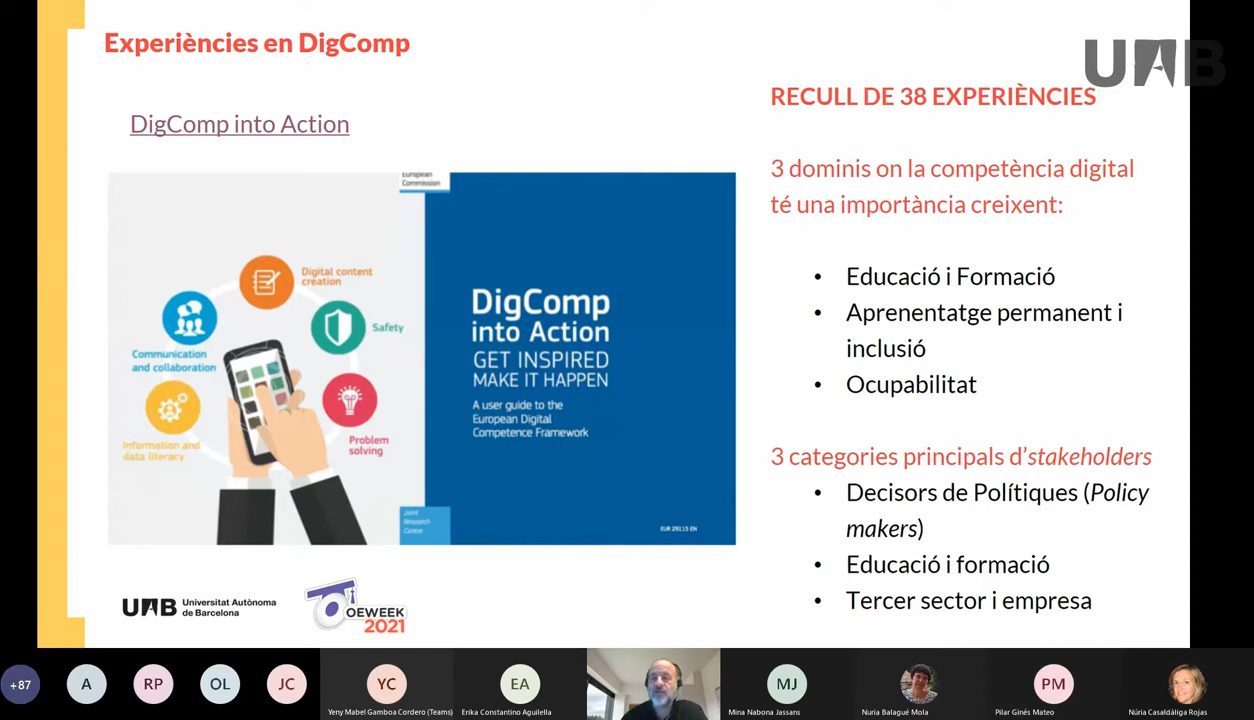 Experiències en DigComp
UAB
DigComp into Action
European
Commission
Digital content
creation
Safety
Communication
and collaboration
Information and
data literacy
Problem
solving
DigComp
into Action
GET INSPIRED
MAKE IT HAPPEN
A user guide to the
European Digital
Competence Framework
Joint
Research
Centre
EUR 29115 EN
RECULL DE 38 EXPERIÈNCIES
3 dominis on la competència digital
té una importància creixent:
• Educació i Formació
• Aprenentatge permanent i
inclusió
• Ocupabilitat
3 categories principals d'stakeholders
• Decisors de Polítiques (Policy
makers)
• Educació i formació
• Tercer sector i empresa
UAB Universitat Autònoma
de Barcelona
OEWEEK
2021
+87
A
RP
OL
JC
YC
Yeny Mabel Gamboa Cordero (Teams)
EA
Erika Constantino Aguilella
MJ
Mina Nabona Jassans
Nuria Balagué Mola
PM
Pilar Ginés Mateo
Núria Casaldàliga Rojas